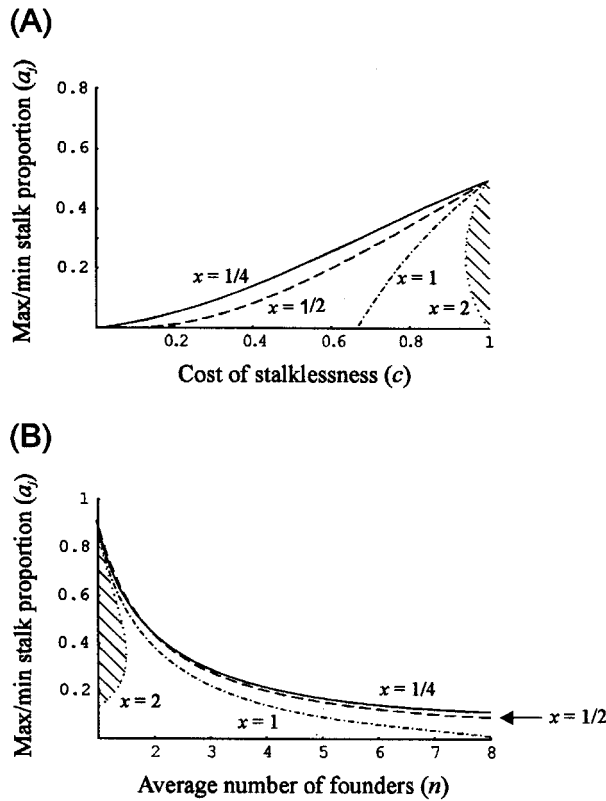 (A)
Max/min stalk proportion (aj)
0.8
0.6
0.4
0.2
x = 1/4
x = 1/2
x = 1
x = 2
0.2
0.4
0.6
0.8
1
Cost of stalklessness (c)
(B)
Max/min stalk proportion (aj)
1
0.8
0.6
0.4
0.2
x = 2
x = 1
x = 1/4
x = 1/2
2
3
4
5
6
7
8
Average number of founders (n)